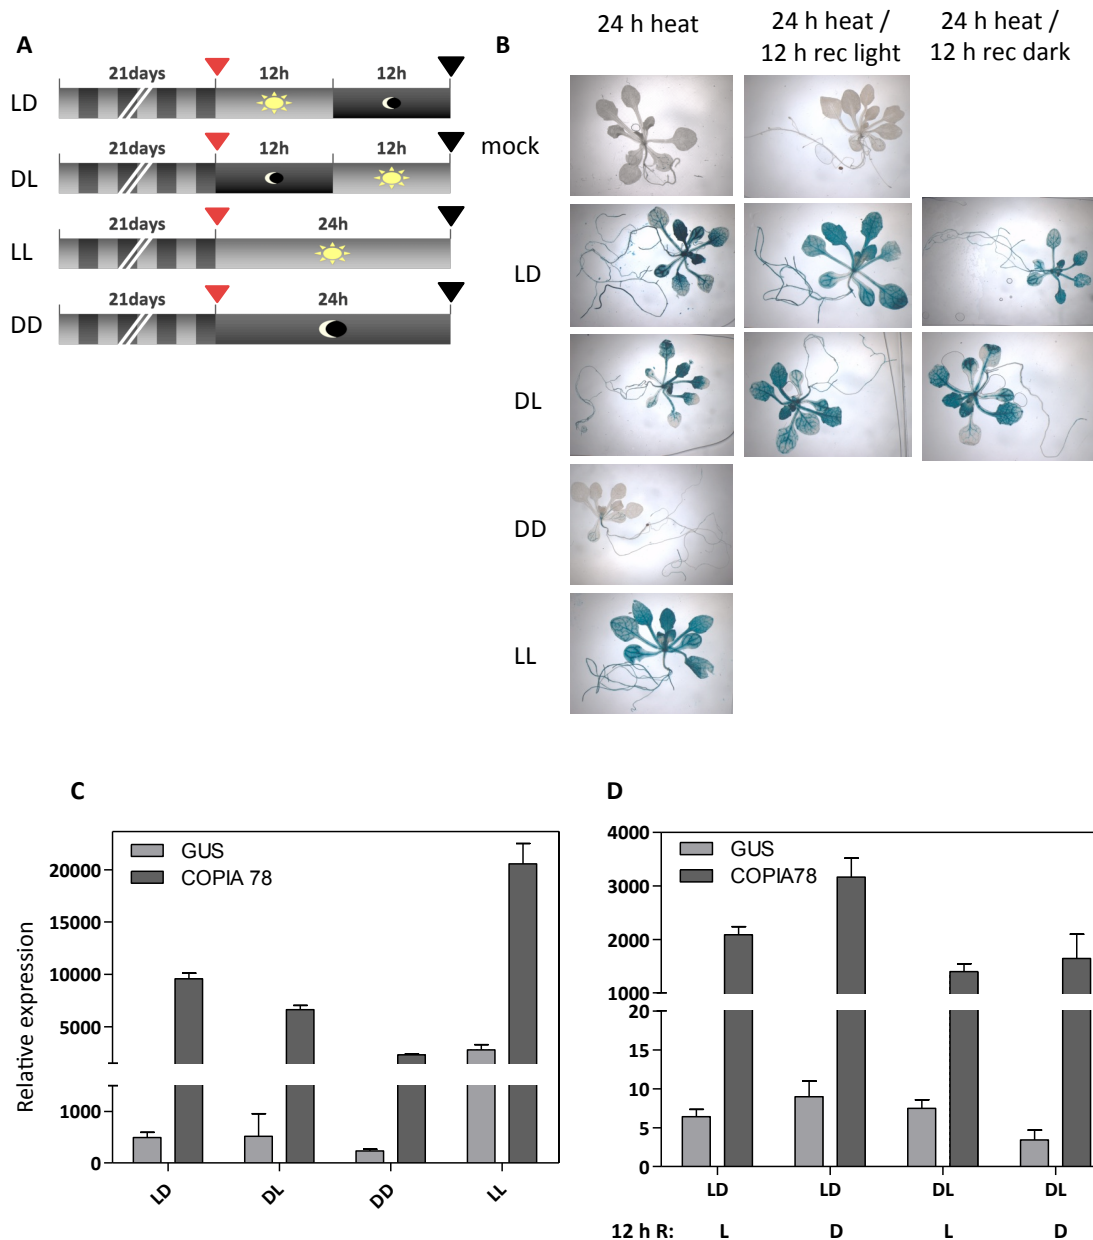 A
21days 12h 12h
LD
21days 12h 12h
DL
21days 24h
LL
21days 24h
DD
B
24 h heat
24 h heat /
12 h rec light
24 h heat /
12 h rec dark
mock
LD
DL
DD
LL
C
Relative expression
GUS
COPIA 78
20000
15000
10000
5000
1000
0
LD DL DD LL
D
GUS
COPIA78
4000
3000
2000
1000
20
15
10
5
0
LD LD DL DL
12 h R: L D L D